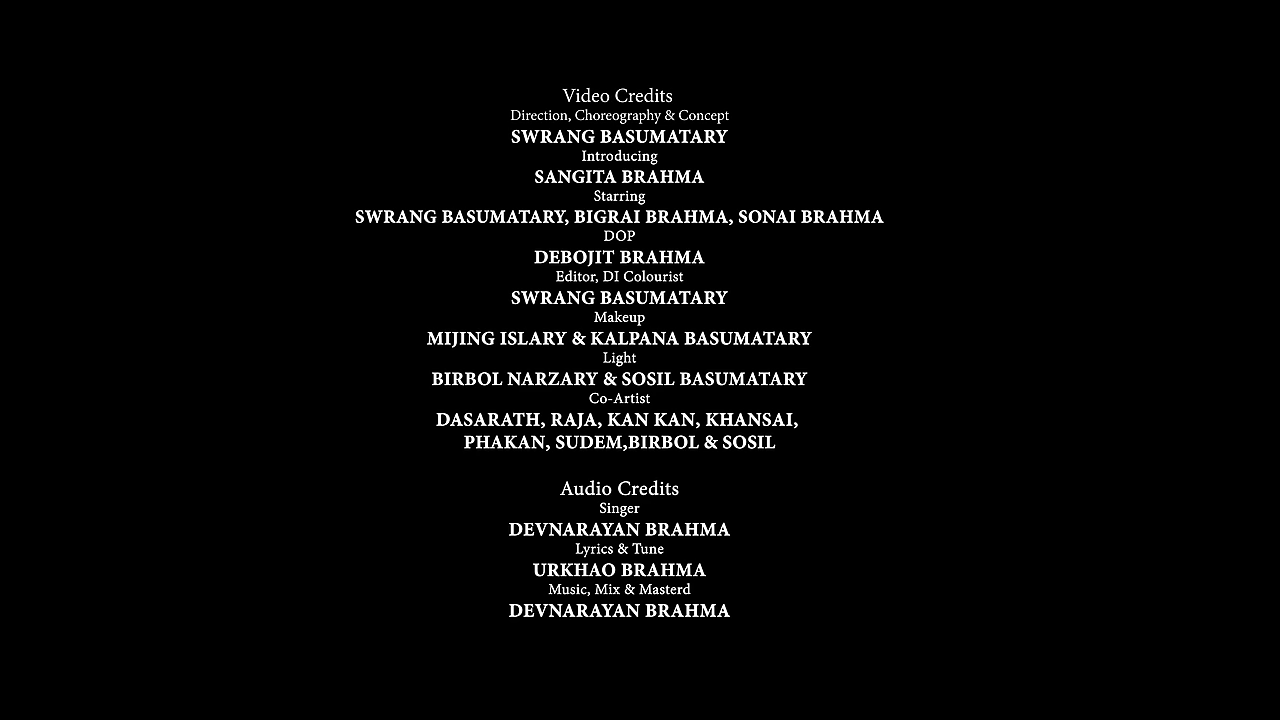 Video Credits
Direction, Choreography & Concept
SWRANG BASUMATARY
Introducing
SANGITA BRAHMA
Starring
SWRANG BASUMATARY, BIGRAI BRAHMA, SONAI BRAHMA
DOP
DEBOJIT BRAHMA
Editor, DI Colourist
SWRANG BASUMATARY
Makeup
MIJING ISLARY & KALPANA BASUMATARY
Light
BIRBOL NARZARY & SOSIL BASUMATARY
Co-Artist
DASARATH, RAJA, KAN KAN, KHANSAI,
PHAKAN, SUDEM,BIRBOL & SOSIL
Audio Credits
Singer
DEVNARAYAN BRAHMA
Lyrics & Tune
URKHAO BRAHMA
Music, Mix & Masterd
DEVNARAYAN BRAHMA